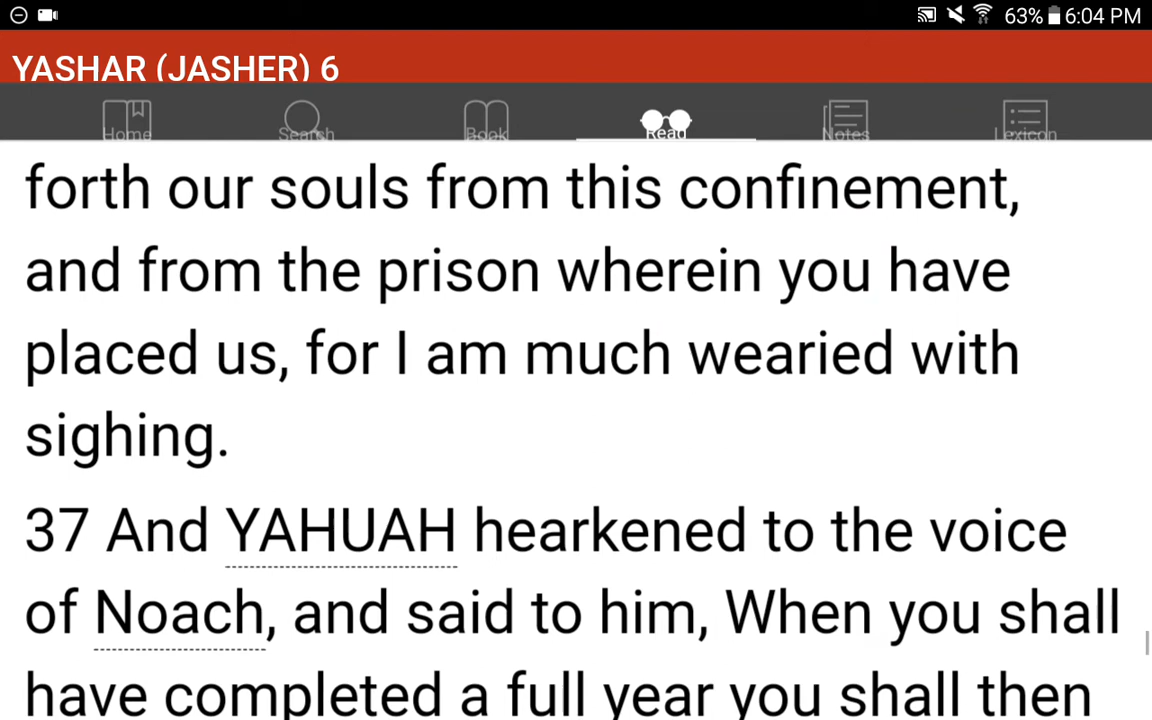 63% 6:04 PM
YASHAR (JASHER) 6
Home Search Book Read Notes Lexicon
forth our souls from this confinement,
and from the prison wherein you have
placed us, for I am much wearied with
sighing.
37 And YAHUAH hearkened to the voice
of Noach, and said to him, When you shall
have completed a full year you shall then